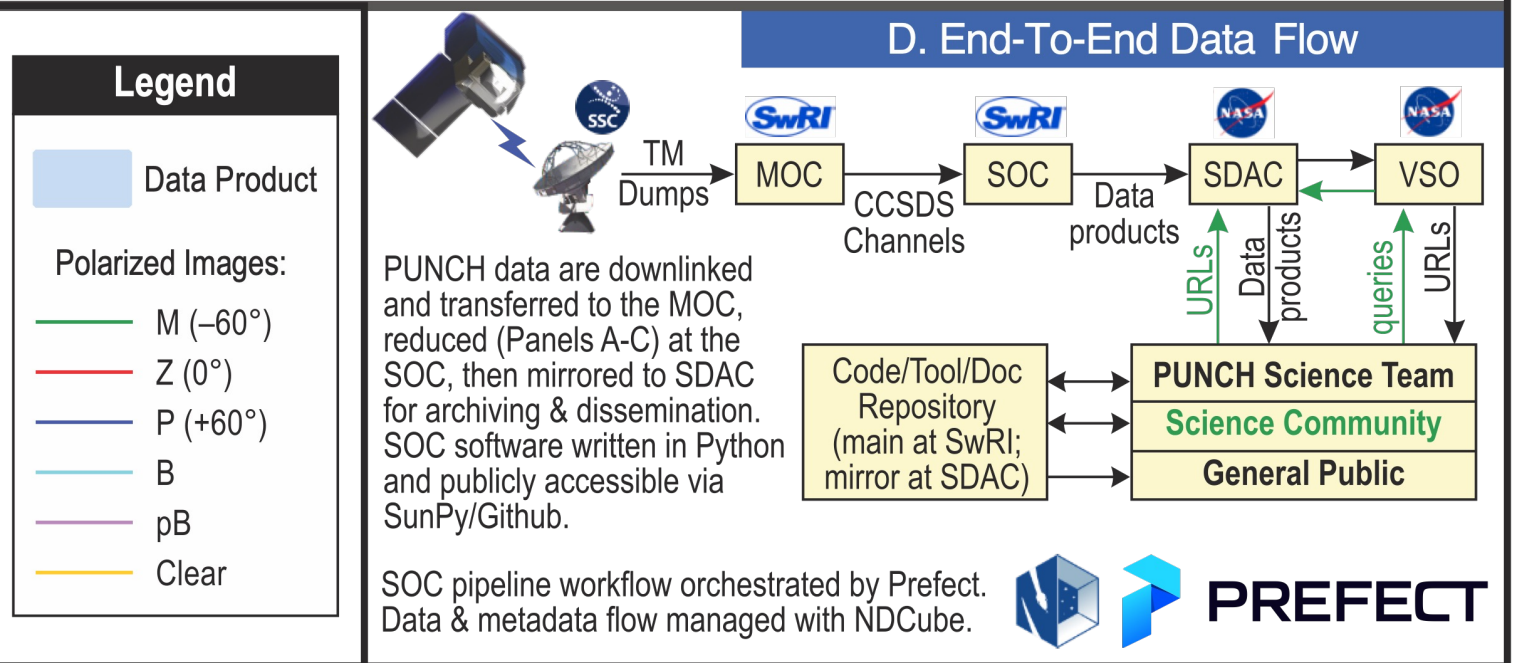 Legend
Data Product
Polarized Images:
M (–60°)
Z (0°)
P (+60°)
B
pB
Clear
D. End-To-End Data Flow
SSC
SwRI
SwRI
NASA
NASA
TM
Dumps
MOC
CCSDS
Channels
SOC
Data
products
SDAC
VSO
URLs
Data
products
queries
URLs
PUNCH data are downlinked
and transferred to the MOC,
reduced (Panels A-C) at the
SOC, then mirrored to SDAC
for archiving & dissemination.
SOC software written in Python
and publicly accessible via
SunPy/Github.
Code/Tool/Doc
Repository
(main at SwRI;
mirror at SDAC)
PUNCH Science Team
Science Community
General Public
SOC pipeline workflow orchestrated by Prefect.
Data & metadata flow managed with NDCube.
PREFECT